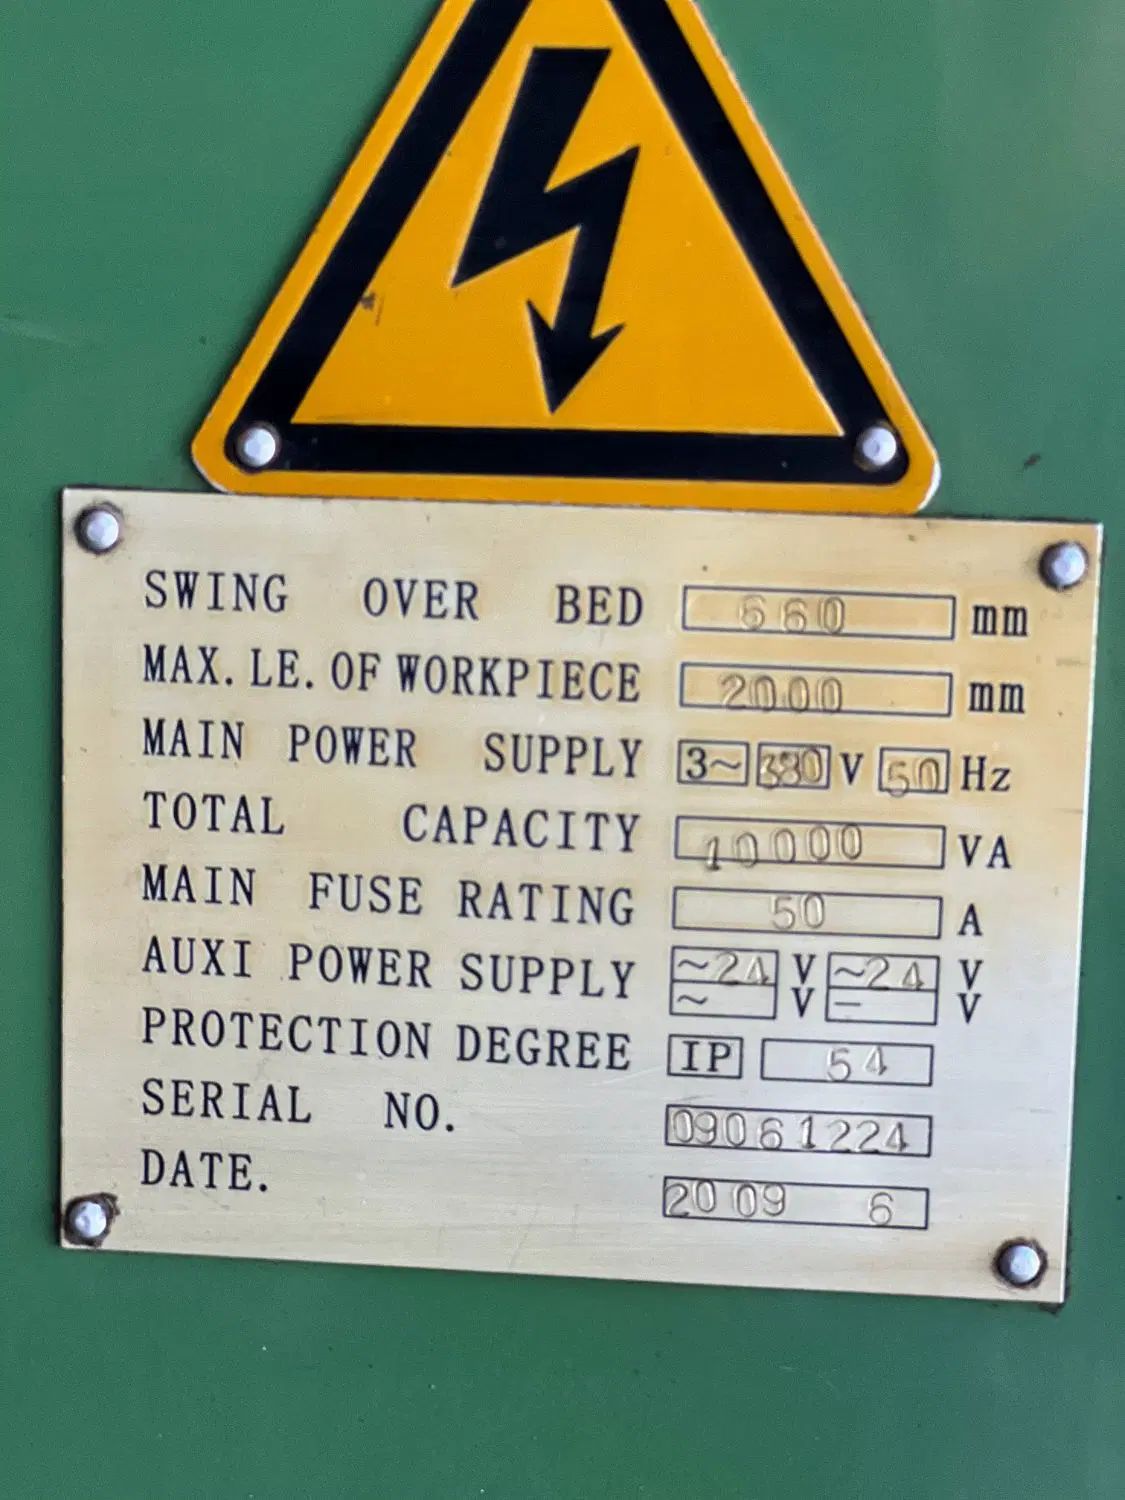 SWING OVER BED 660 mm
MAX. LE. OF WORKPIECE 2000 mm
MAIN POWER SUPPLY 3~ 380 V 50 Hz
TOTAL CAPACITY 10000 VA
MAIN FUSE RATING 50 A
AUXI POWER SUPPLY ~24 V ~24 V
~ V - V
PROTECTION DEGREE IP 54
SERIAL NO. 09061224
DATE. 2009 6